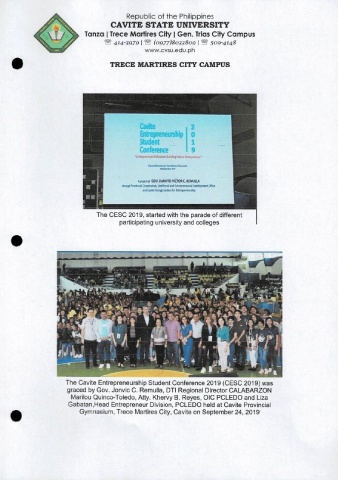 Republic of the Philippines
CAVITE STATE UNIVERSITY
Tanza | Trece Martires City | Gen. Trias City Campus
☏ 414-3979 | ☏ (0977)8033809 | ☏ 509-4148
www.cvsu.edu.ph
TRECE MARTIRES CITY CAMPUS
Cavite 2
Entrepreneurship 0
Student 1
Conference 9
The CESC 2019, started with the parade of different
participating university and colleges
The Cavite Entrepreneurship Student Conference 2019 (CESC 2019) was
graced by Gov. Jonvic C. Remulla, DTI Regional Director CALABARZON
Marilou Quinco-Toledo, Atty. Khervy B. Reyes, OIC PCLEDO and Liza
Gabatan,Head Entrepreneur Division, PCLEDO held at Cavite Provincial
Gymnasium, Trece Martires City, Cavite on September 24, 2019